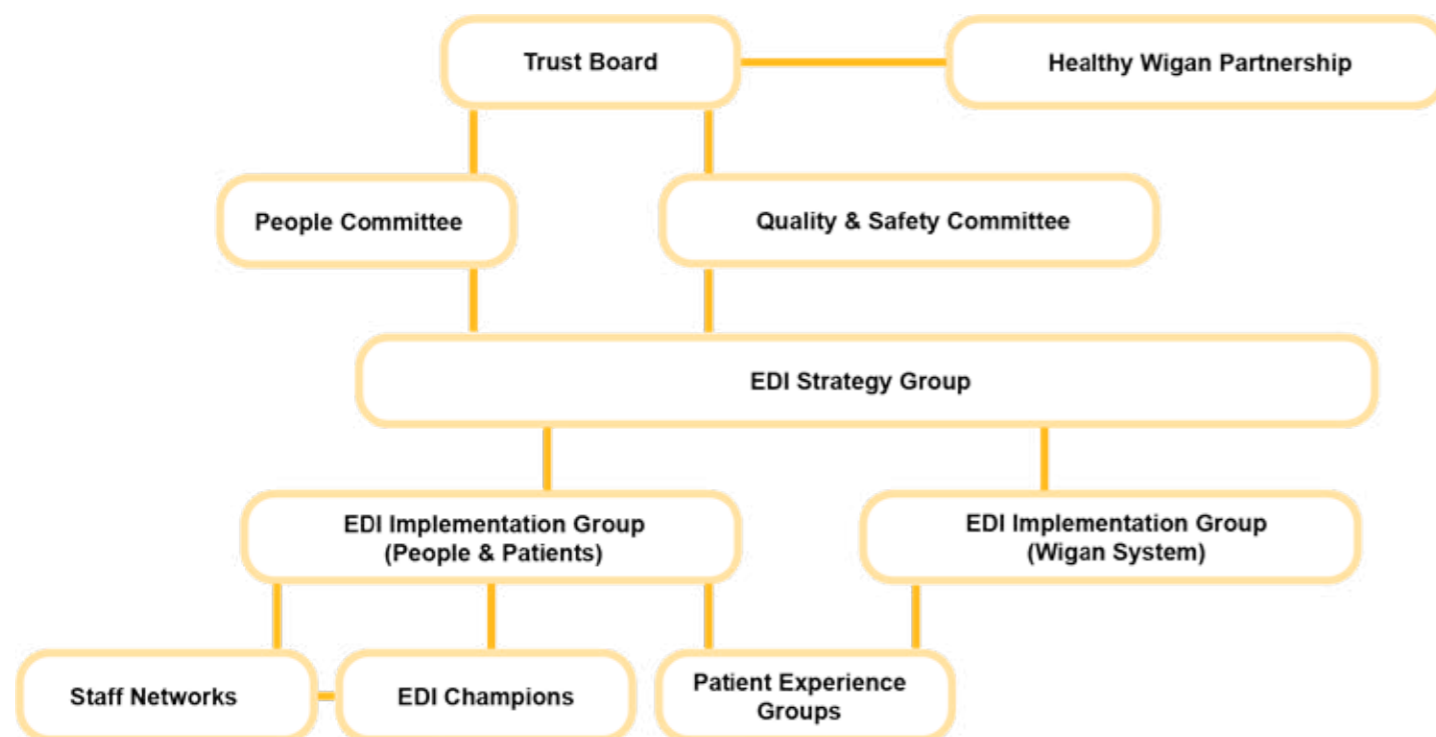 Trust Board
Healthy Wigan Partnership
People Committee
Quality & Safety Committee
EDI Strategy Group
EDI Implementation Group
(People & Patients)
EDI Implementation Group
(Wigan System)
Staff Networks
EDI Champions
Patient Experience
Groups